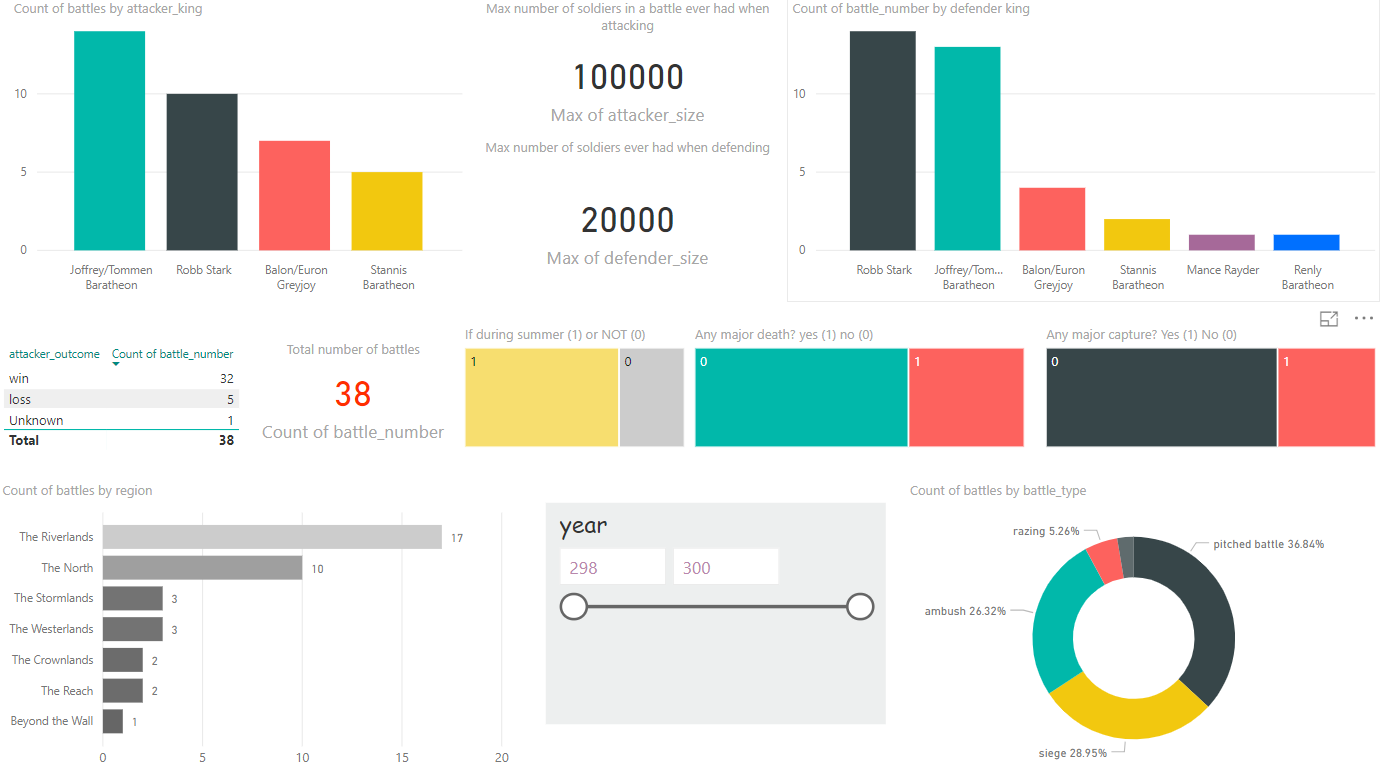 Count of battles by attacker_king
10
5
0
Joffrey/Tommen
Baratheon
Robb Stark
Balon/Euron
Greyjoy
Stannis
Baratheon
Max number of soldiers in a battle ever had when
attacking
100000
Max of attacker_size
Max number of soldiers ever had when defending
20000
Max of defender_size
Count of battle_number by defender king
10
5
0
Robb Stark
Joffrey/Tom...
Baratheon
Balon/Euron
Greyjoy
Stannis
Baratheon
Mance Rayder
Renly
Baratheon
attacker_outcome Count of battle_number
win 32
loss 5
Unknown 1
Total 38
Total number of battles
38
Count of battle_number
If during summer (1) or NOT (0)
1
0
Any major death? yes (1) no (0)
0
1
Any major capture? Yes (1) No (0)
0
1
Count of battles by region
The Riverlands 17
The North 10
The Stormlands 3
The Westerlands 3
The Crownlands 2
The Reach 2
Beyond the Wall 1
0 5 10 15 20
year
298 300
Count of battles by battle_type
razing 5.26%
pitched battle 36.84%
ambush 26.32%
siege 28.95%